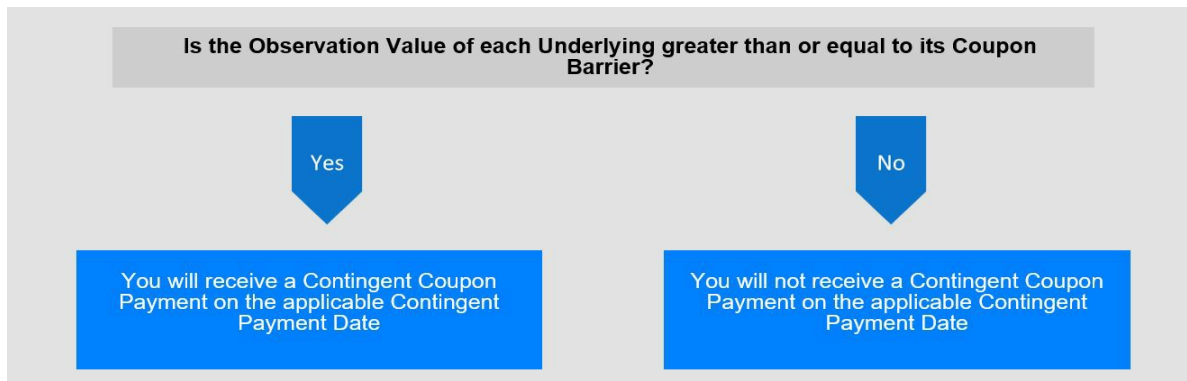 Is the Observation Value of each Underlying greater than or equal to its Coupon
Barrier?
Yes
No
You will receive a Contingent Coupon
Payment on the applicable Contingent
Payment Date
You will not receive a Contingent Coupon
Payment on the applicable Contingent
Payment Date